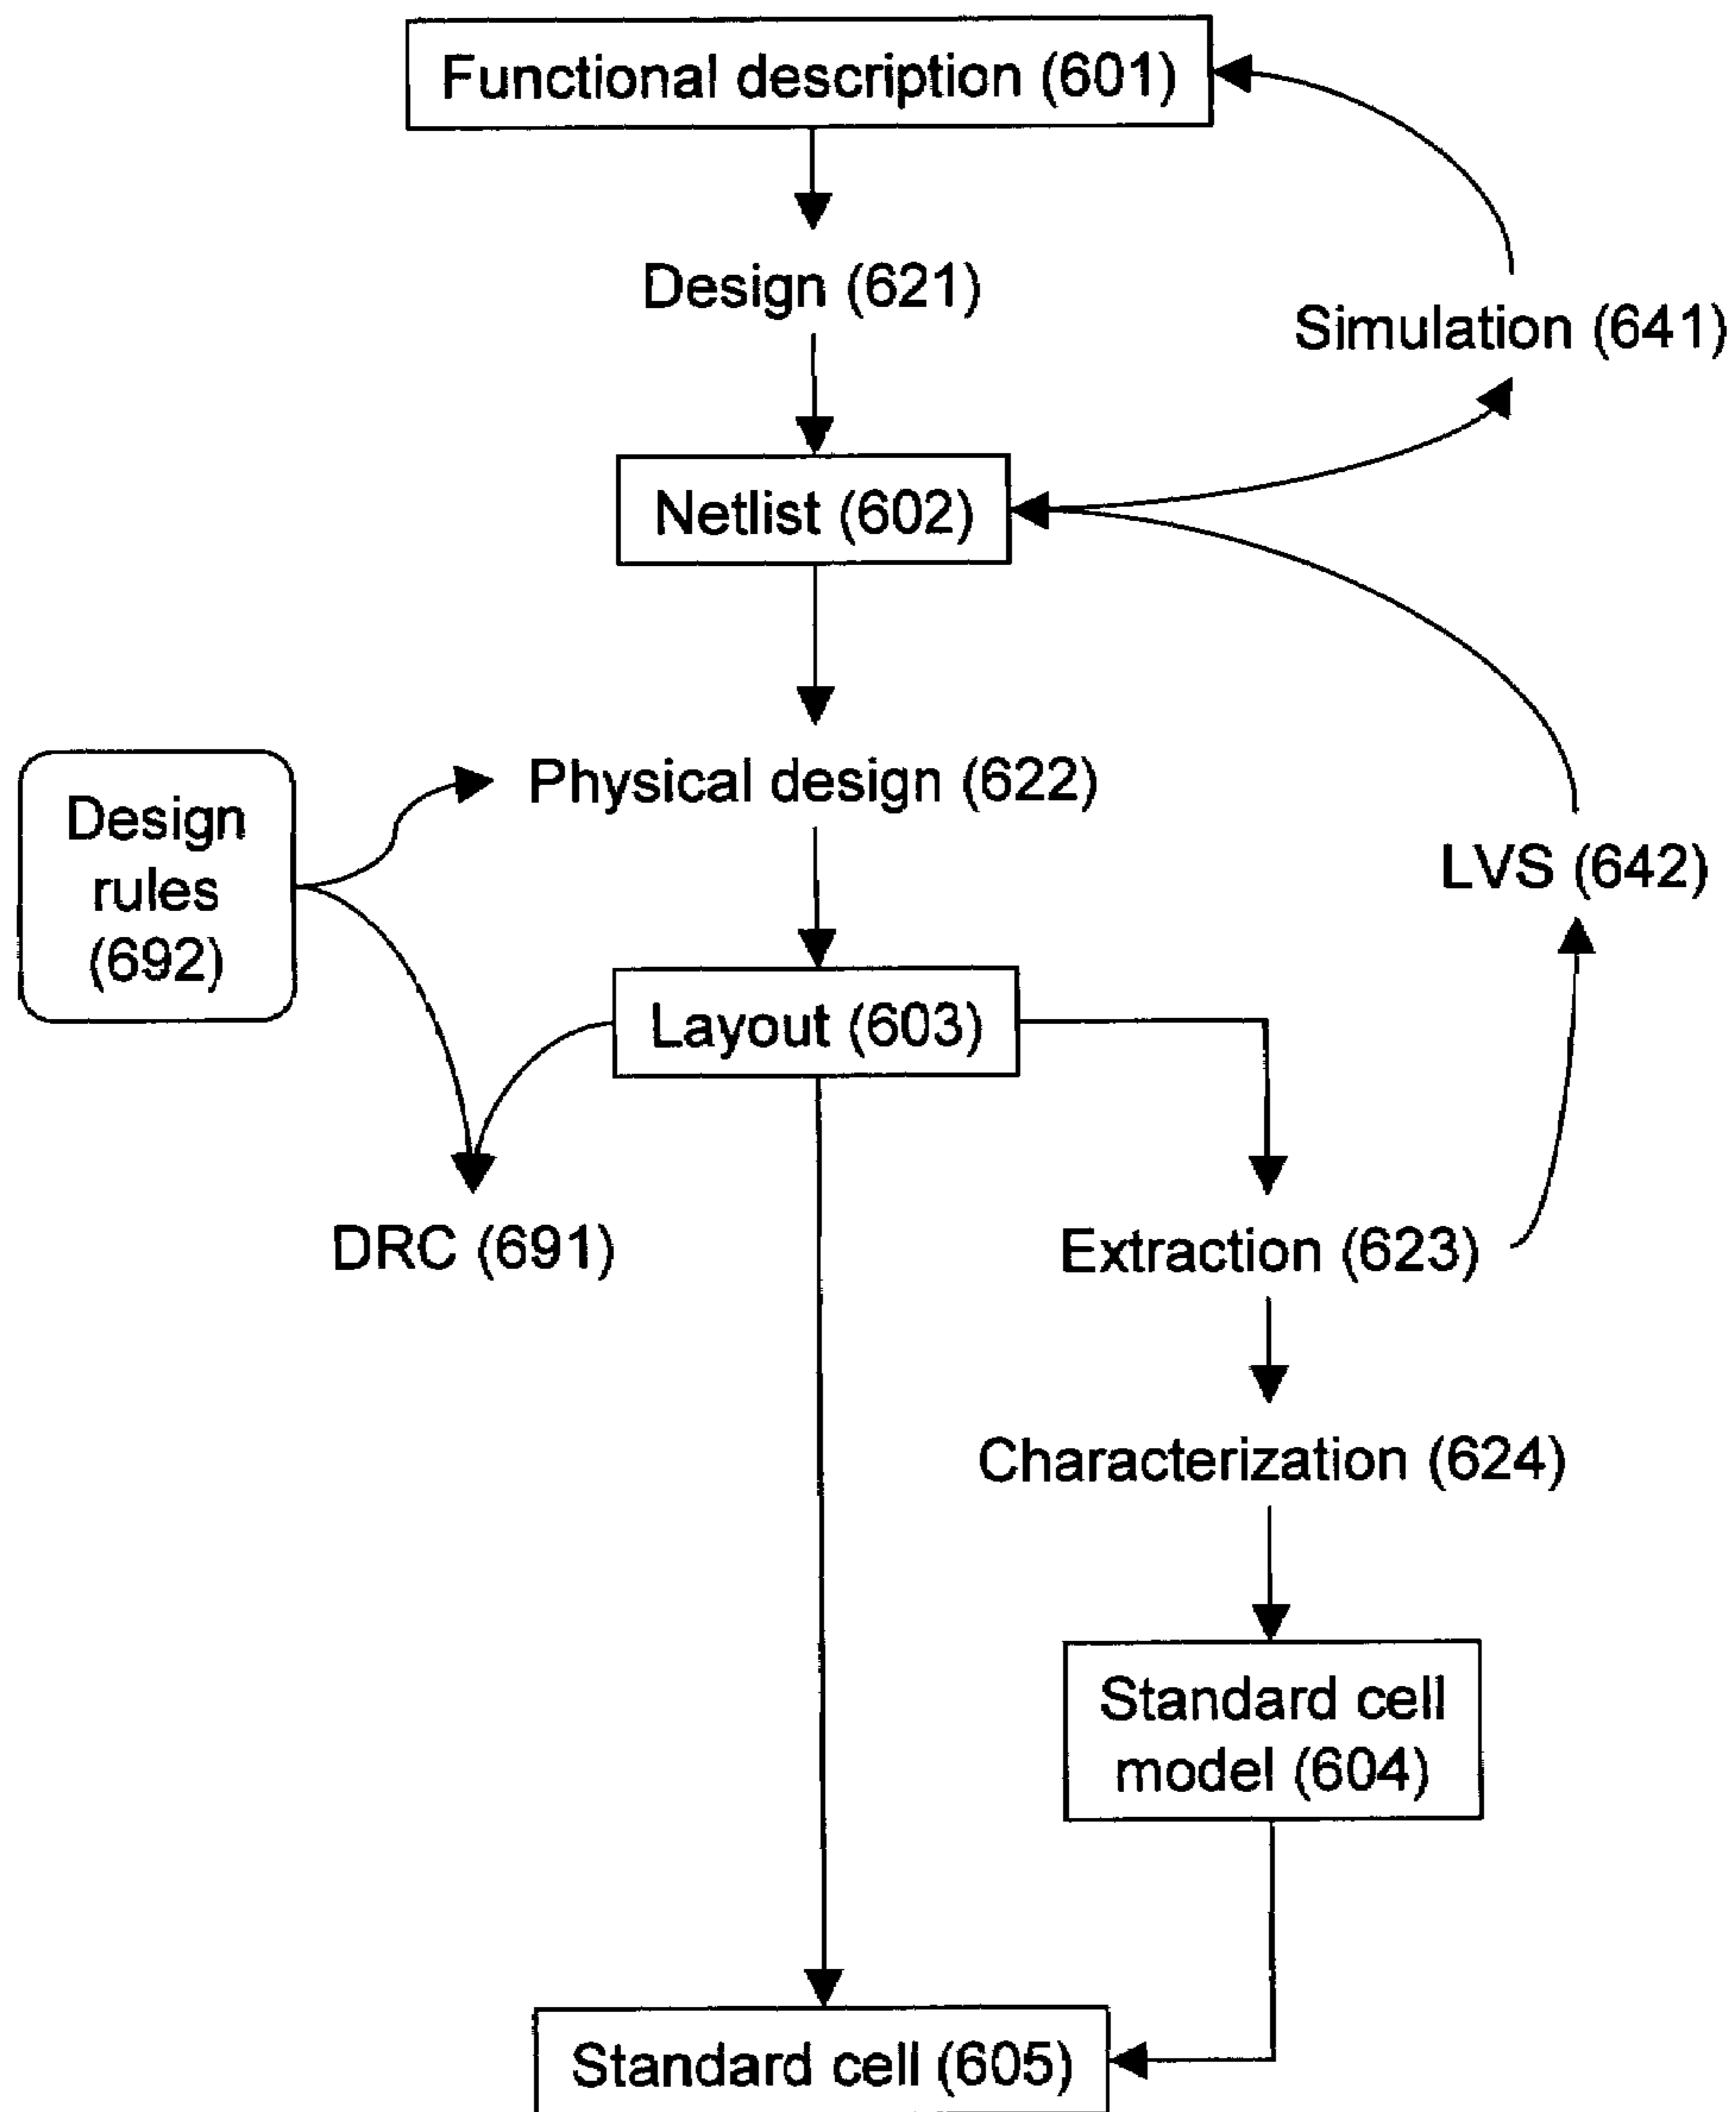 Functional description (601)
Design (621)
Simulation (641)
Netlist (602)
Physical design (622)
Design
rules
(692)
LVS (642)
Layout (603)
DRC (691)
Extraction (623)
Characterization (624)
Standard cell
model (604)
Standard cell (605)